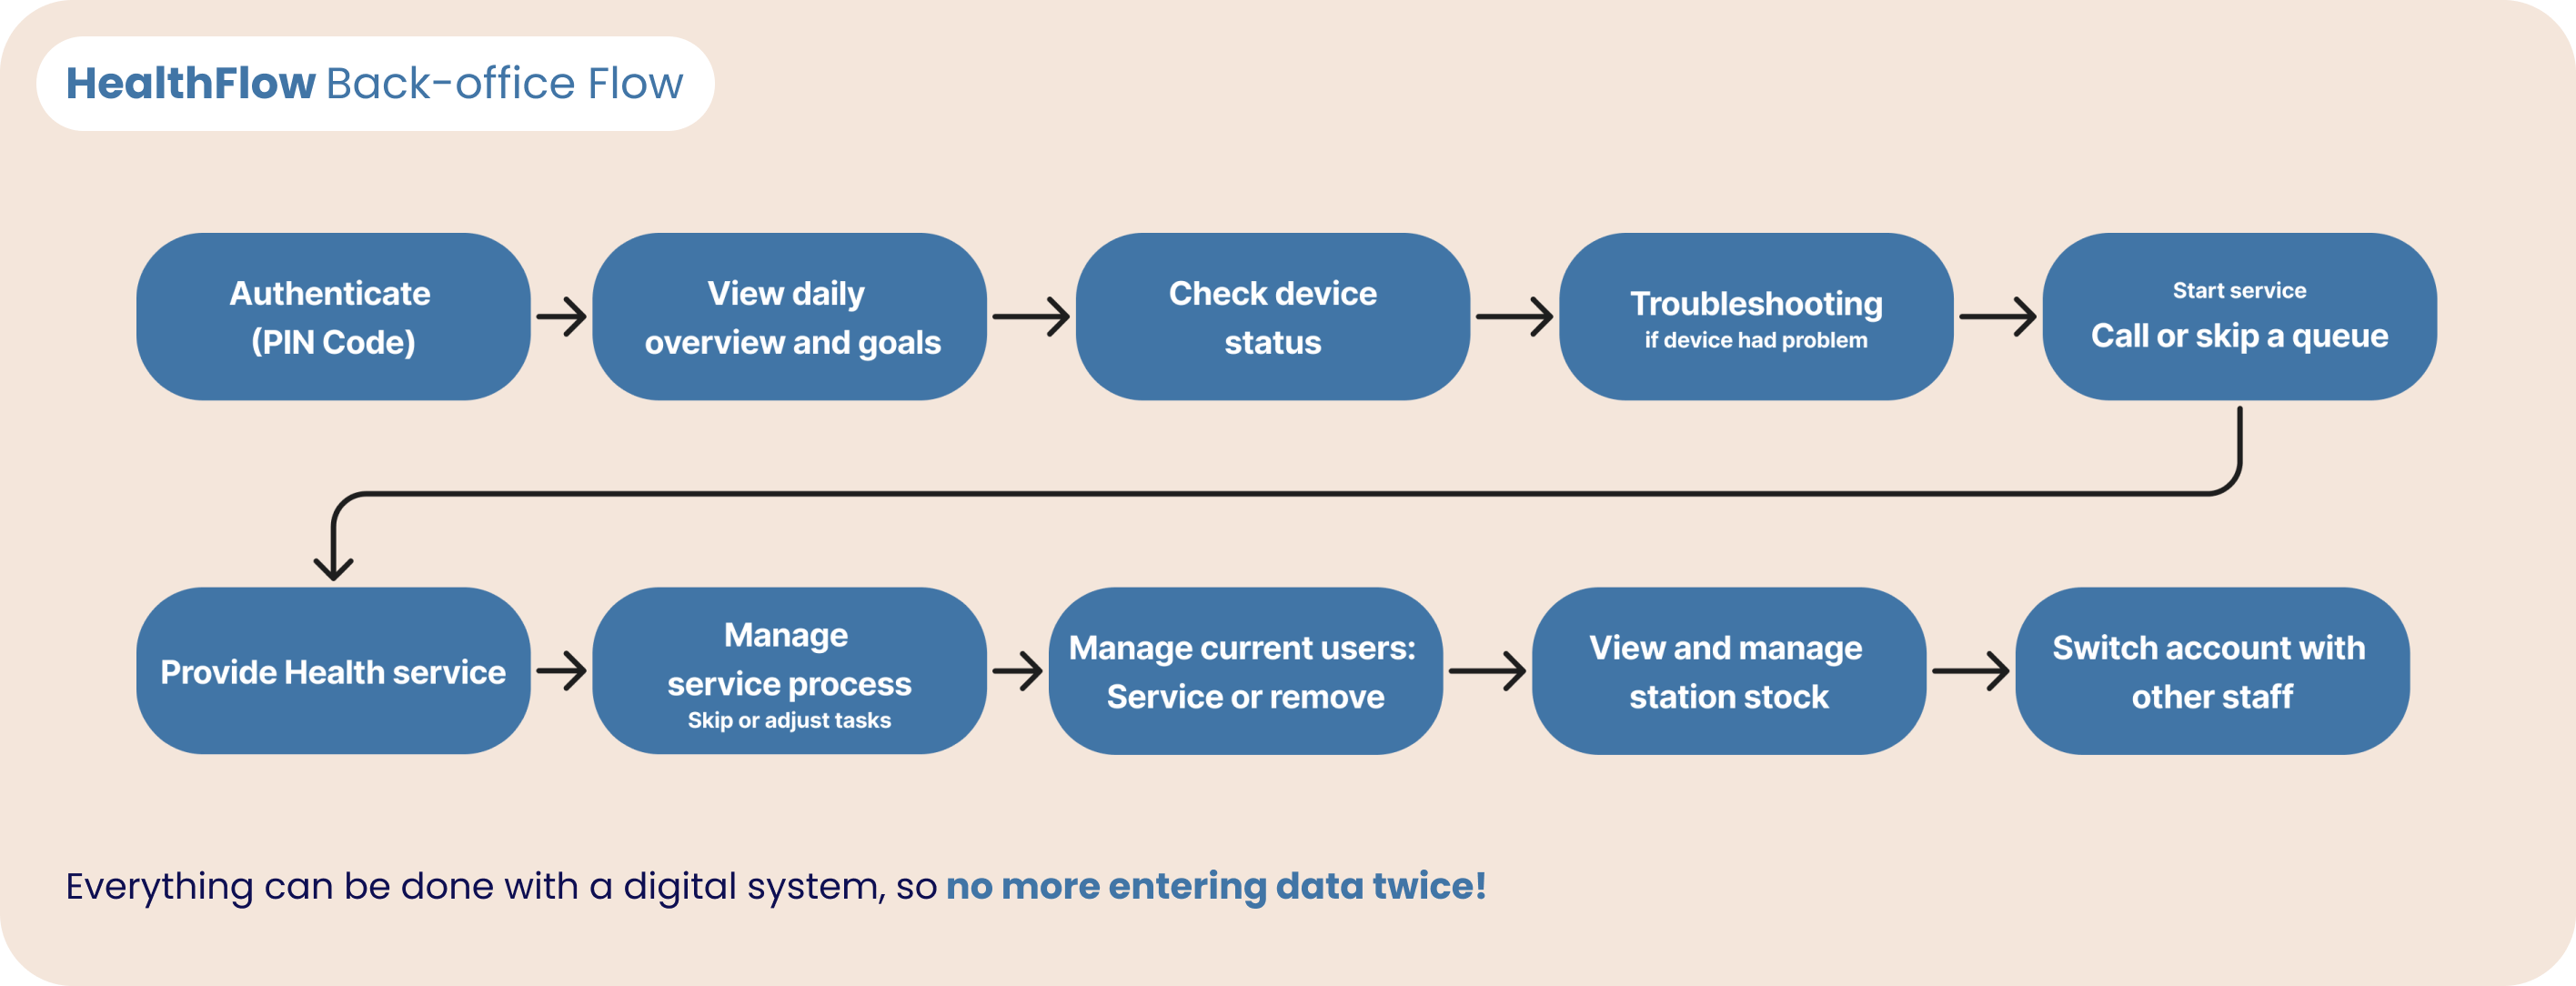 HealthFlow Back-office Flow
Authenticate
(PIN Code)
View daily
overview and goals
Check device
status
Troubleshooting
if device had problem
Start service
Call or skip a queue
Provide Health service
Manage
service process
Skip or adjust tasks
Manage current users:
Service or remove
View and manage
station stock
Switch account with
other staff
Everything can be done with a digital system, so no more entering data twice!